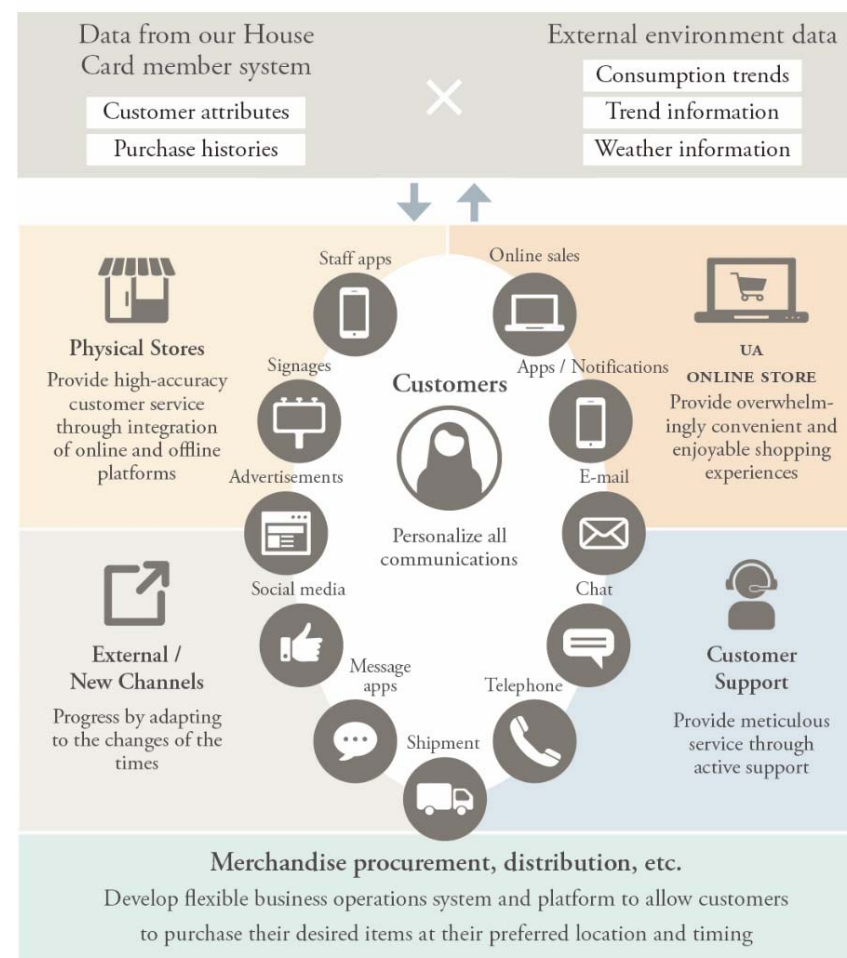 Data from our House
Card member system
Customer attributes
Purchase histories
×
External environment data
Consumption trends
Trend information
Weather information
Physical Stores
Provide high-accuracy
customer service
through integration
of online and offline
platforms
Staff apps
Signages
Advertisements
Social media
Message
apps
Shipment
Customers
Personalize all
communications
Online sales
Apps / Notifications
E-mail
Chat
Telephone
UA
ONLINE STORE
Provide overwhelm-
ingly convenient and
enjoyable shopping
experiences
External /
New Channels
Progress by adapting
to the changes of the
times
Customer
Support
Provide meticulous
service through
active support
Merchandise procurement, distribution, etc.
Develop flexible business operations system and platform to allow customers
to purchase their desired items at their preferred location and timing